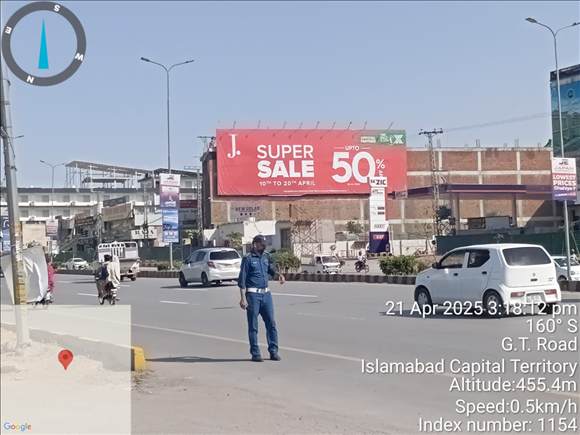 S
W
N
E
J.
SUPER
SALE
10TH TO 20TH APRIL
UPTO
50%
ZIC
LOWEST
PRICES
21 Apr 2025 3:18:12 pm
160° S
G.T. Road
Islamabad Capital Territory
Altitude:455.4m
Speed:0.5km/h
Index number: 1154
Google